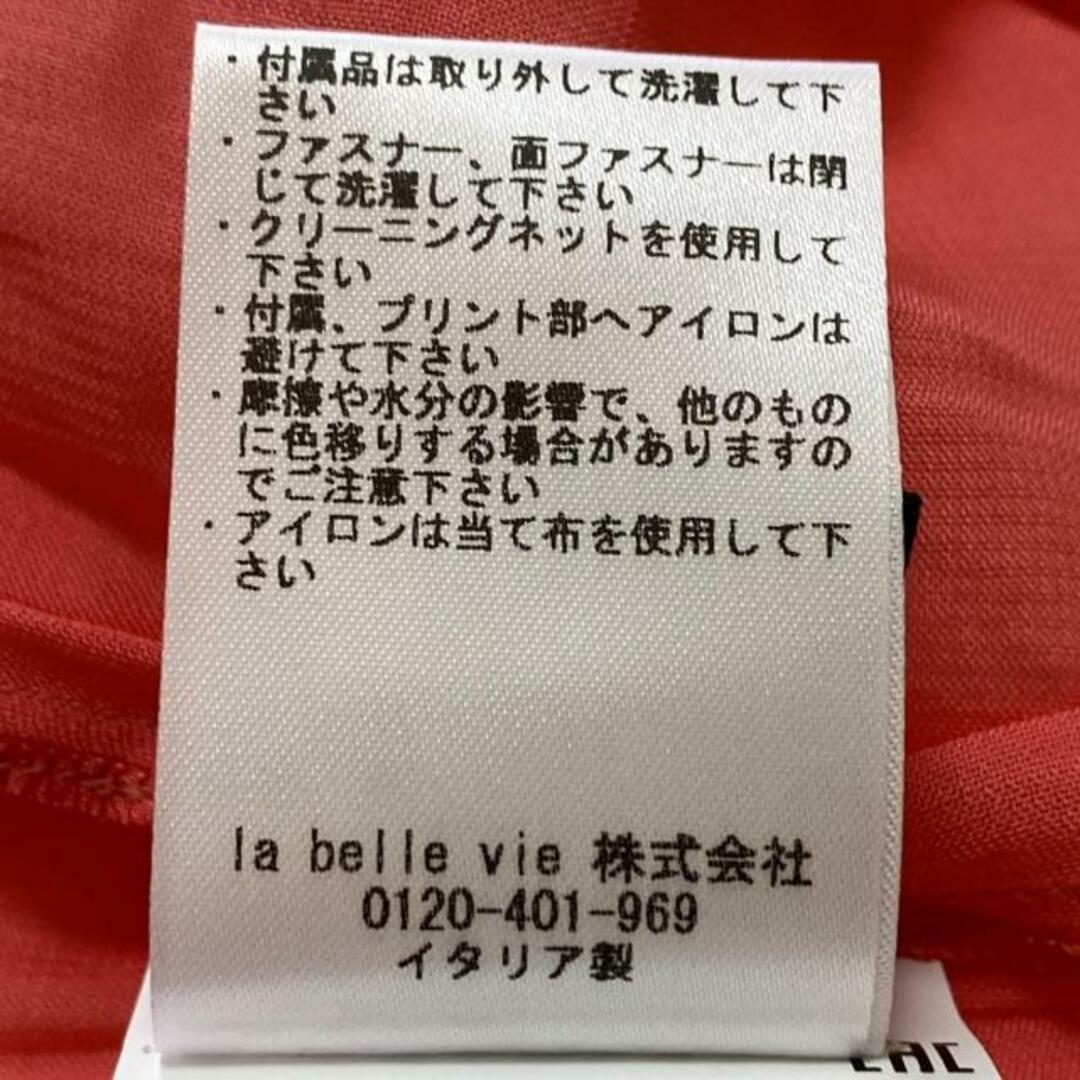 ・付属品は取り外して洗濯して下
さい
・ファスナー、面ファスナーは閉
じて洗濯して下さい
・クリーニングネットを使用して
下さい
・付属、プリント部へアイロンは
避けて下さい
・摩擦や水分の影響で、他のもの
に色移りする場合がありますの
でご注意下さい
・アイロンは当て布を使用して下
さい
la belle vie 株式会社
0120-401-969
イタリア製